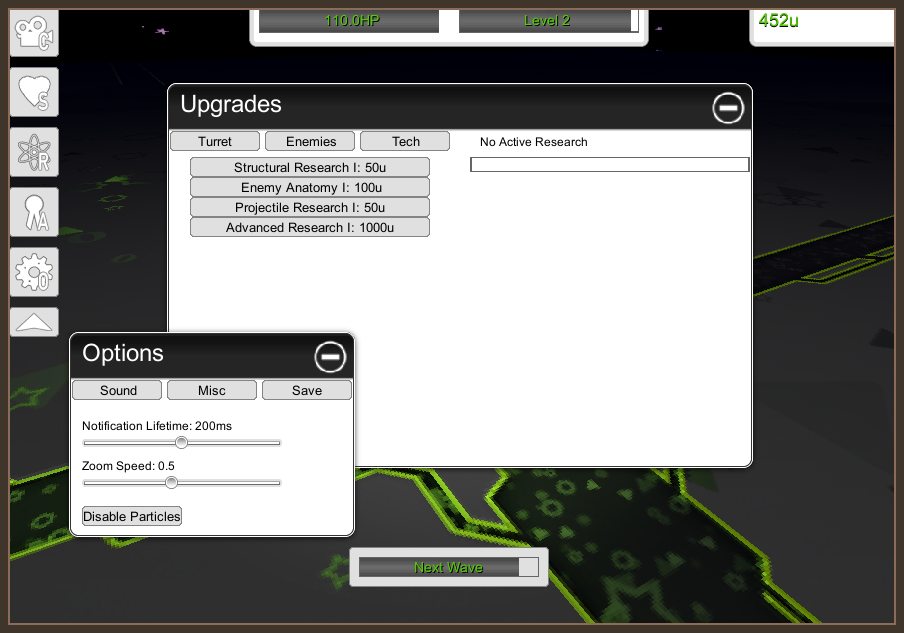 110.0HP
Level 2
452u
C
S
R
A
O
Upgrades
Turret
Enemies
Tech
No Active Research
Structural Research I: 50u
Enemy Anatomy I: 100u
Projectile Research I: 50u
Advanced Research I: 1000u
Options
Sound
Misc
Save
Notification Lifetime: 200ms
Zoom Speed: 0.5
Disable Particles
Next Wave